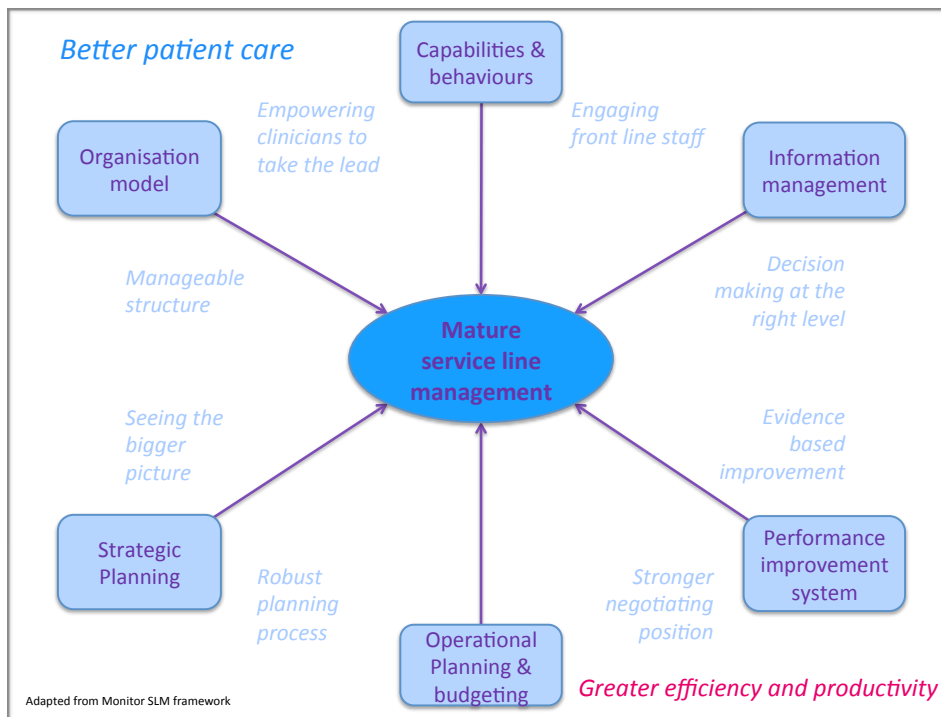 Better patient care
Capabilities &
behaviours
Empowering
clinicians to
take the lead
Engaging
front line staff
Organisation
model
Information
management
Manageable
structure
Decision
making at the
right level
Mature
service line
management
Seeing the
bigger
picture
Evidence
based
improvement
Strategic
Planning
Performance
improvement
system
Robust
planning
process
Stronger
negotiating
position
Operational
Planning &
budgeting
Adapted from Monitor SLM framework
Greater efficiency and productivity